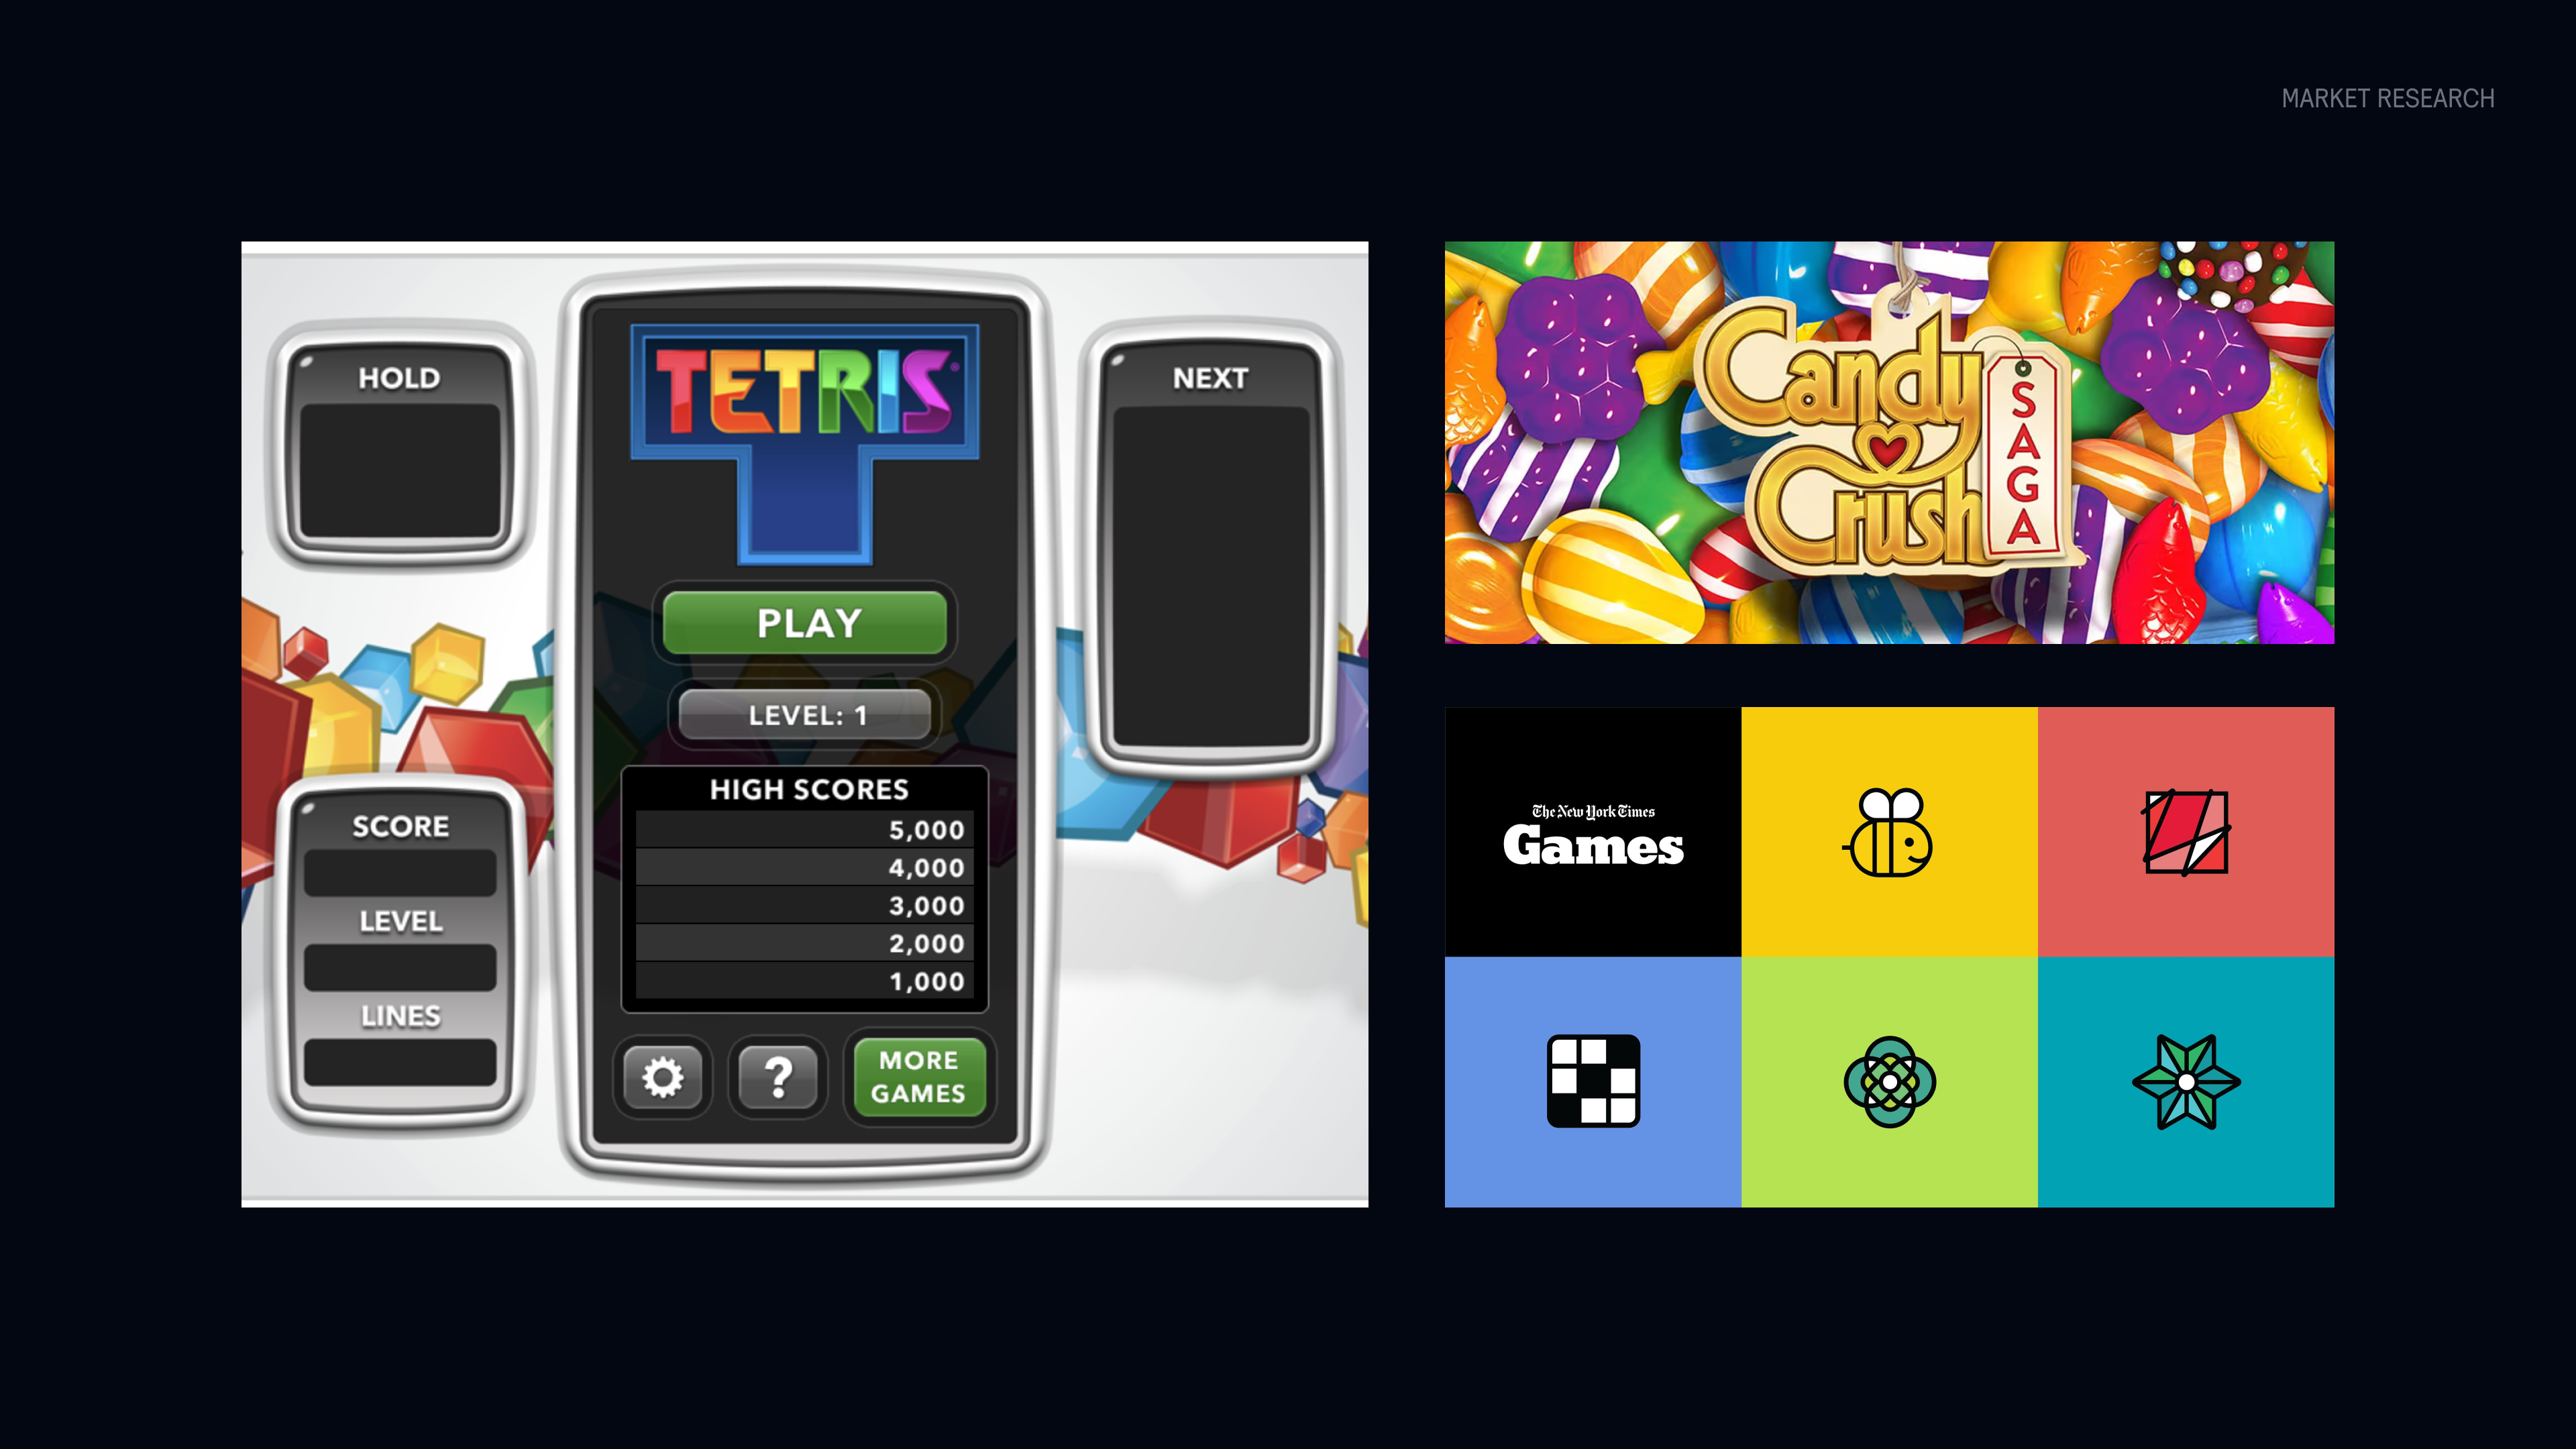 MARKET RESEARCH
HOLD
TETRIS®
NEXT
PLAY
LEVEL: 1
HIGH SCORES
5,000
4,000
3,000
2,000
1,000
SCORE
LEVEL
LINES
?
MORE
GAMES
Candy
Crush
SAGA
The New York Times
Games